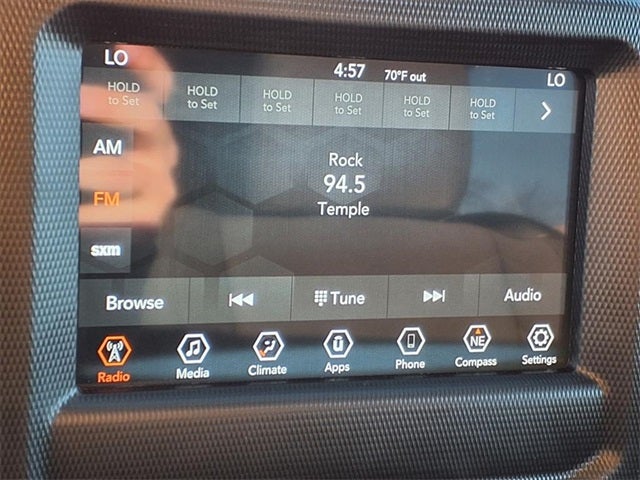 LO 4:57 70°F out LO
HOLD HOLD HOLD HOLD HOLD HOLD
to Set to Set to Set to Set to Set to Set
AM
Rock
94.5
FM
Temple
sxm
Browse Tune Audio
NE
Radio Media Climate Apps Phone Compass Settings